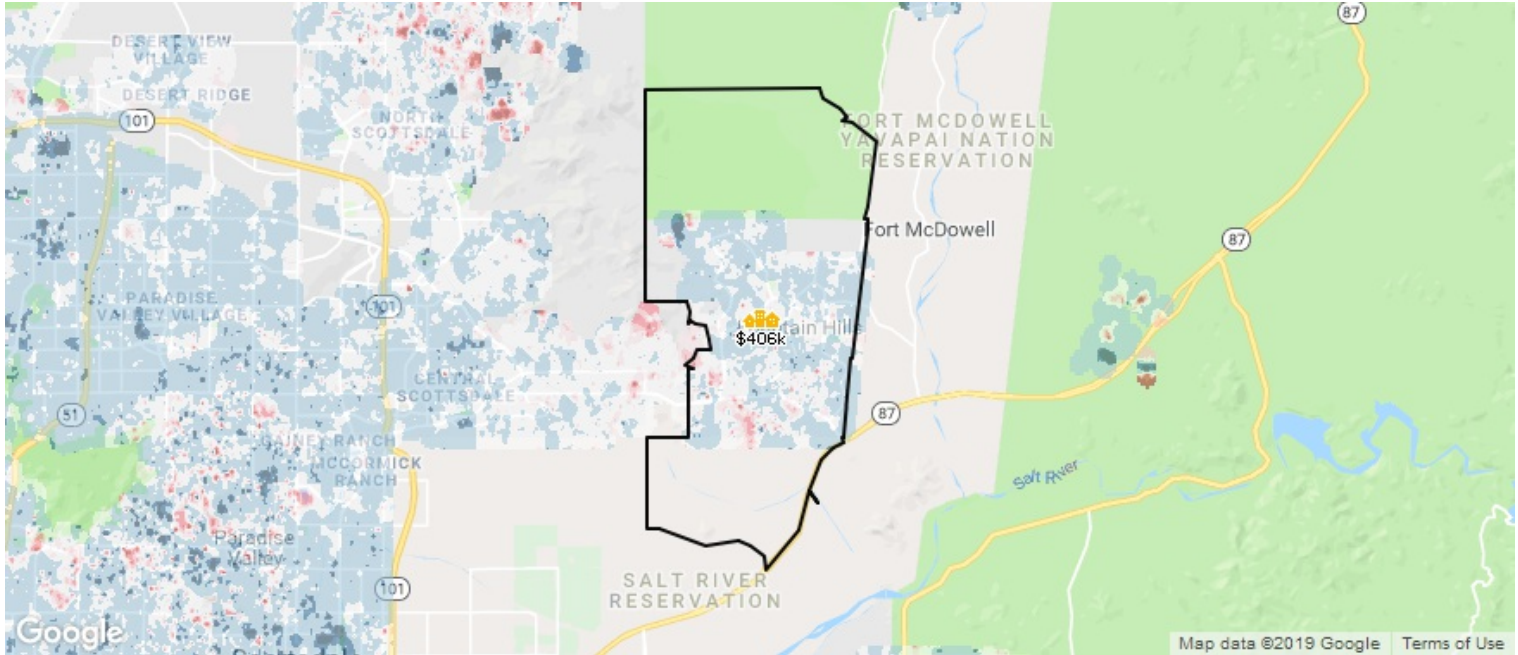 87
DESERT VIEW
VILLAGE
DESERT RIDGE
101
NORTH
SCOTTSDALE
FORT MCDOWELL
YAVAPAI NATION
RESERVATION
Fort McDowell
87
PARADISE
VALLEY VILLAGE
101
Fountain Hills
$406k
CENTRAL
SCOTTSDALE
51
87
GAINEY RANCH
MCCORMICK
RANCH
Salt River
Paradise
Valley
101
SALT RIVER
RESERVATION
Google
Map data ©2019 Google
Terms of Use